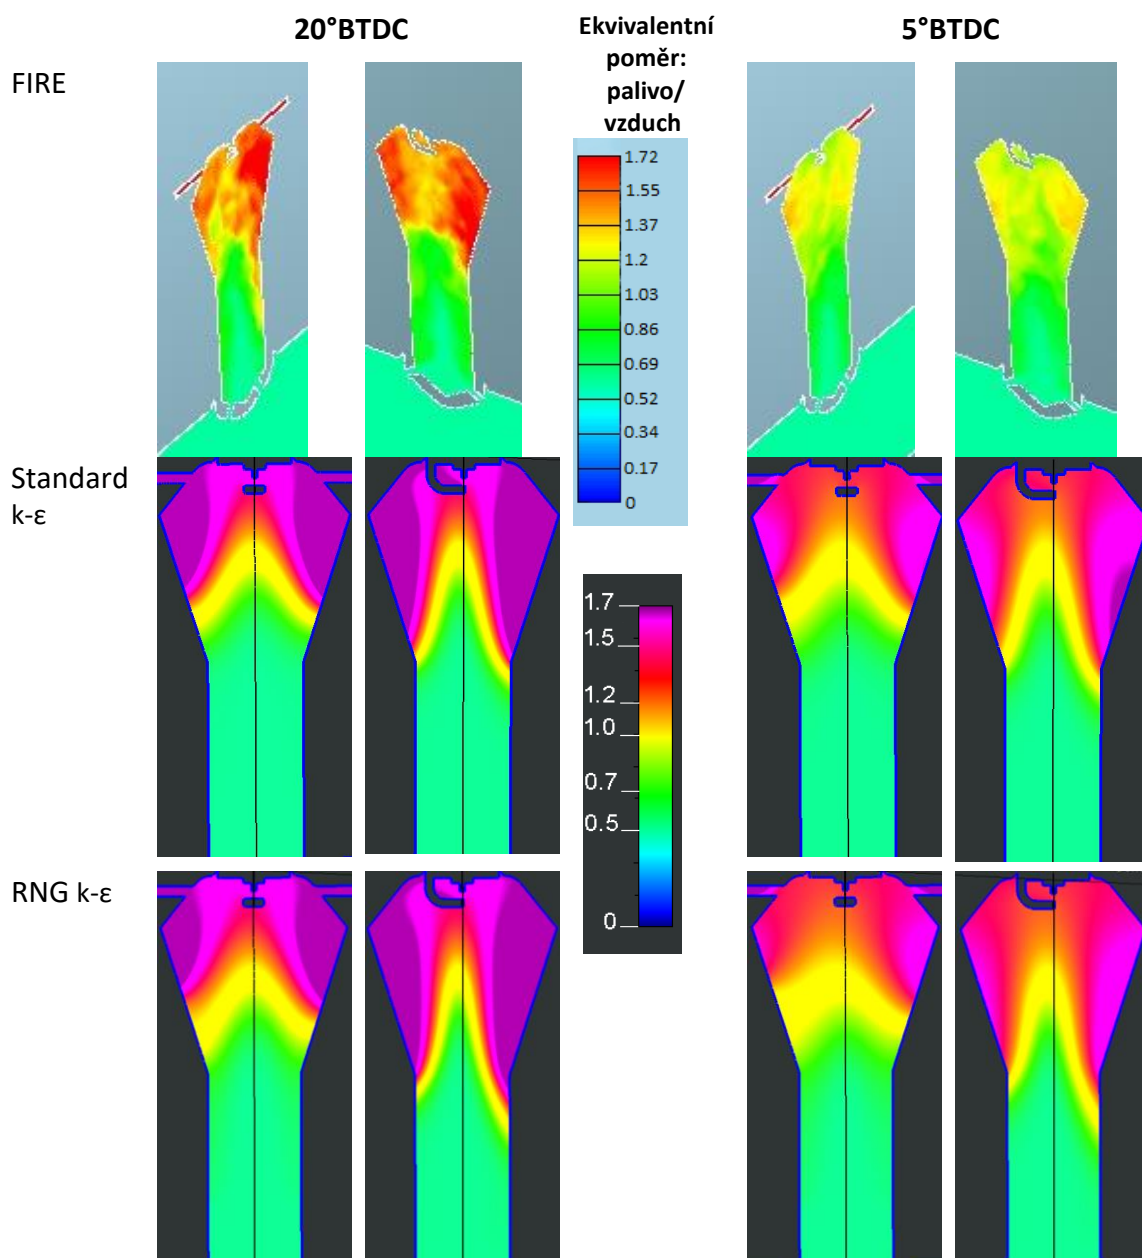 20°BTDC
Ekvivalentní
poměr:
palivo/
vzduch
5°BTDC
FIRE
1.72
1.55
1.37
1.2
1.03
0.86
0.69
0.52
0.34
0.17
0
Standard
k-ε
1.7
1.5
1.2
1.0
0.7
0.5
0
RNG k-ε